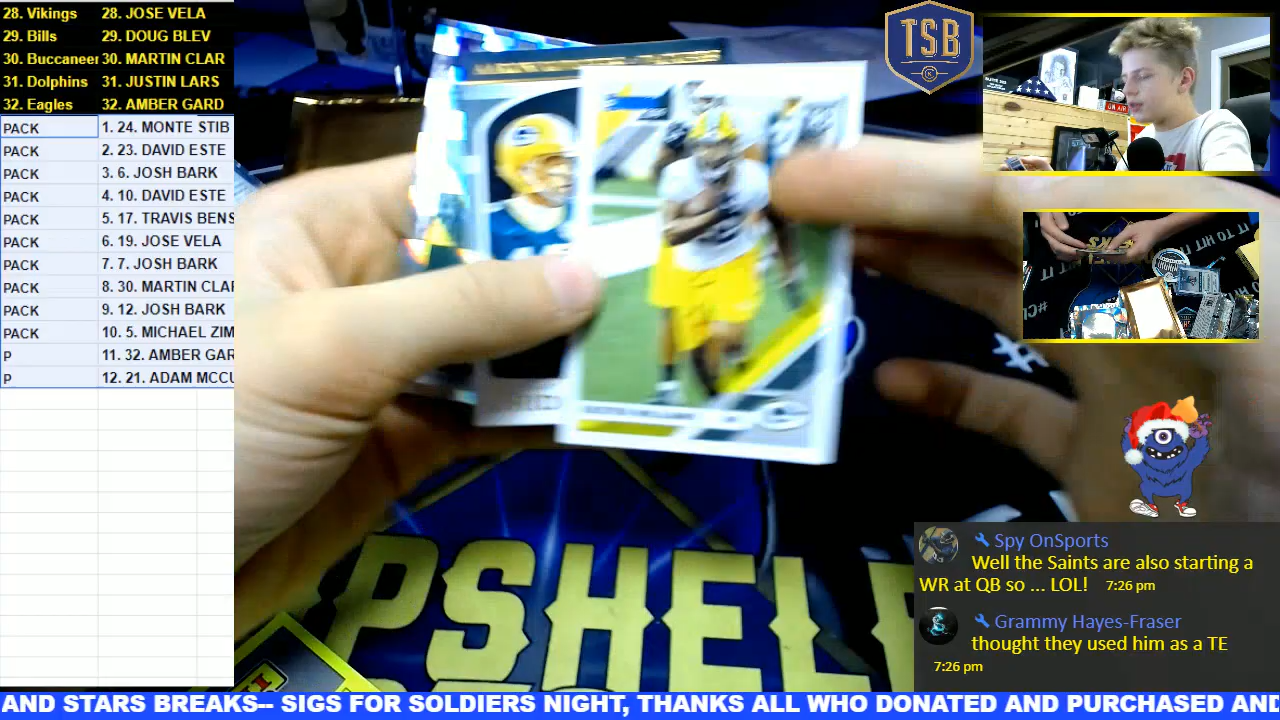 28. Vikings 28. JOSE VELA
29. Bills 29. DOUG BLEV
30. Buccaneer 30. MARTIN CLAR
31. Dolphins 31. JUSTIN LARS
32. Eagles 32. AMBER GARD
PACK 1. 24. MONTE STIB
PACK 2. 23. DAVID ESTE
PACK 3. 6. JOSH BARK
PACK 4. 10. DAVID ESTE
PACK 5. 17. TRAVIS BENS
PACK 6. 19. JOSE VELA
PACK 7. 7. JOSH BARK
PACK 8. 30. MARTIN CLAR
PACK 9. 12. JOSH BARK
PACK 10. 5. MICHAEL ZIM
P 11. 32. AMBER GAR
P 12. 21. ADAM MCCU
TSB
K
ON AIR
PSHEL
#
Spy OnSports
Well the Saints are also starting a
WR at QB so ... LOL! 7:26 pm
Grammy Hayes-Fraser
thought they used him as a TE
7:26 pm
AND STARS BREAKS-- SIGS FOR SOLDIERS NIGHT, THANKS ALL WHO DONATED AND PURCHASED AND